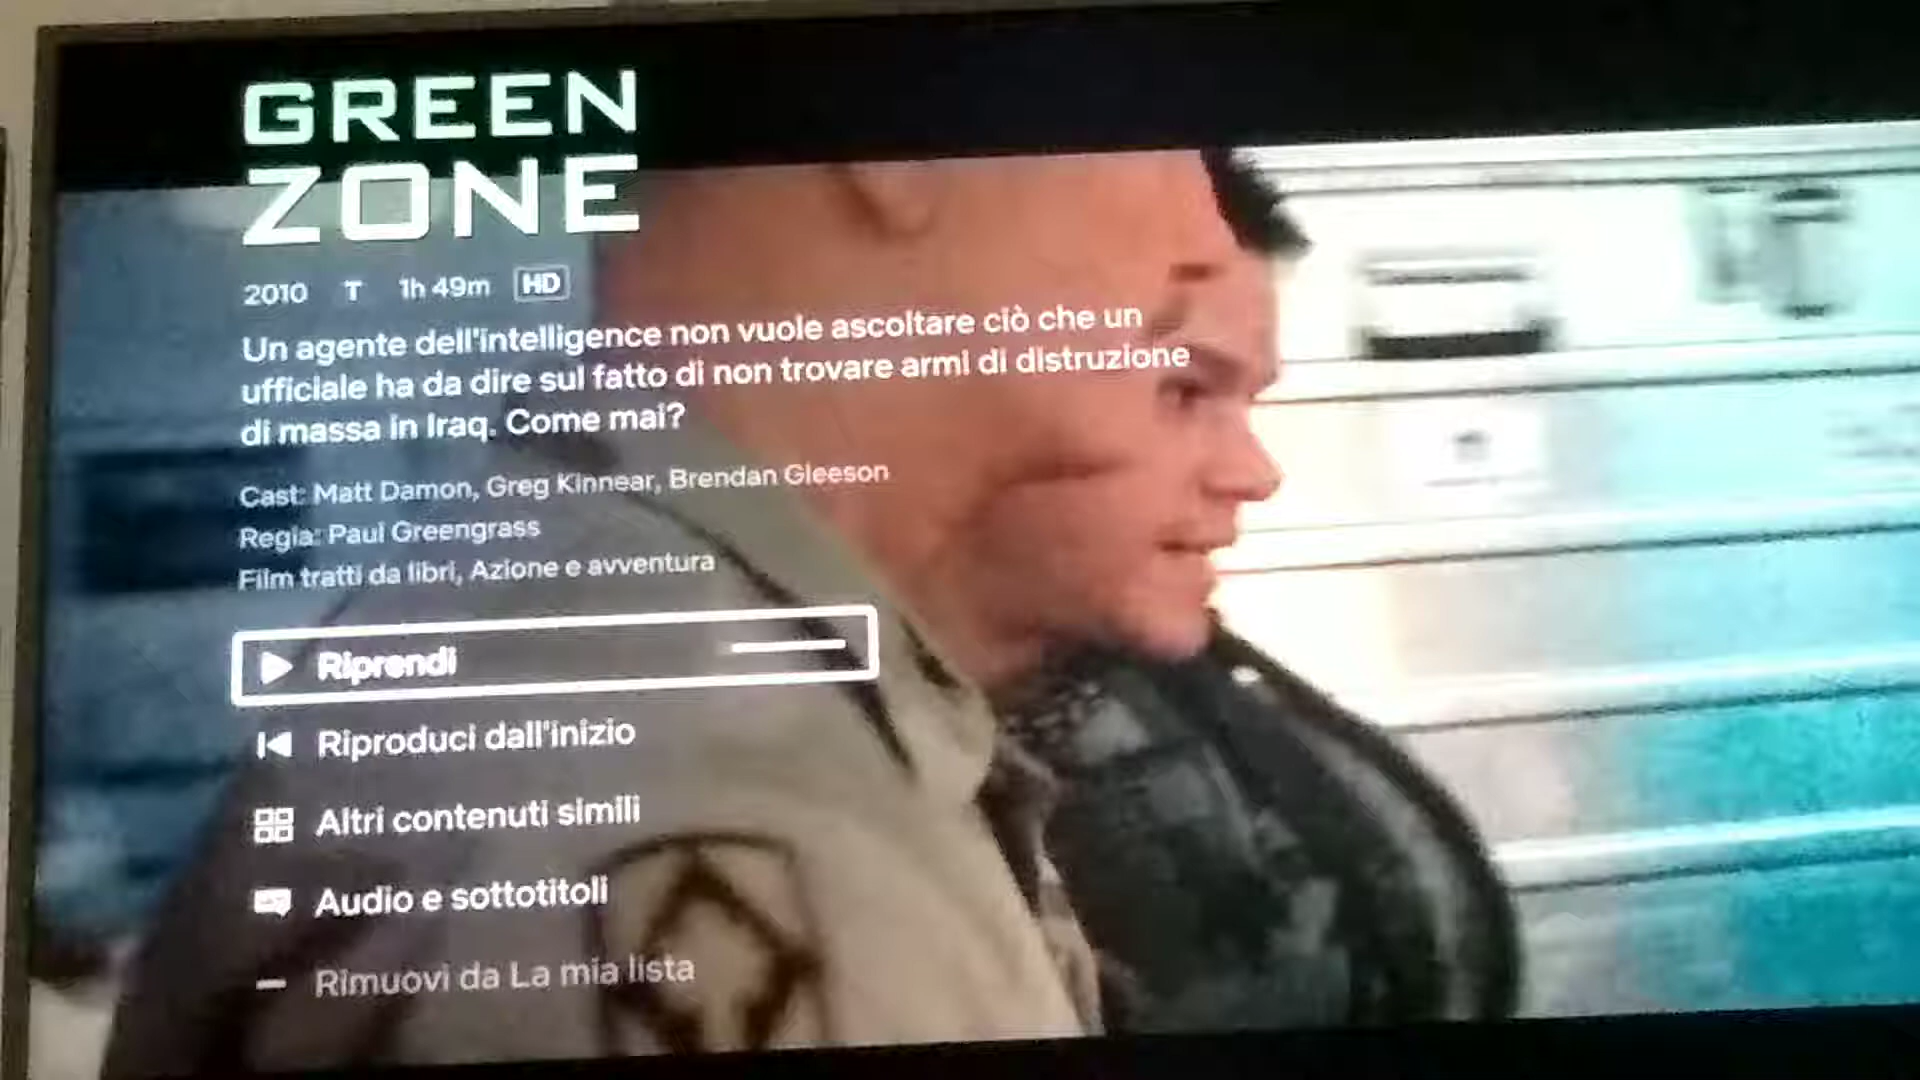 GREEN
ZONE
2010 T 1h 49m HD
Un agente dell'intelligence non vuole ascoltare ciò che un
ufficiale ha da dire sul fatto di non trovare armi di distruzione
di massa in Iraq. Come mai?
Cast: Matt Damon, Greg Kinnear, Brendan Gleeson
Regia: Paul Greengrass
Film tratti da libri, Azione e avventura
Riprendi
Riproduci dall'inizio
Altri contenuti simili
Audio e sottotitoli
Rimuovi da La mia lista